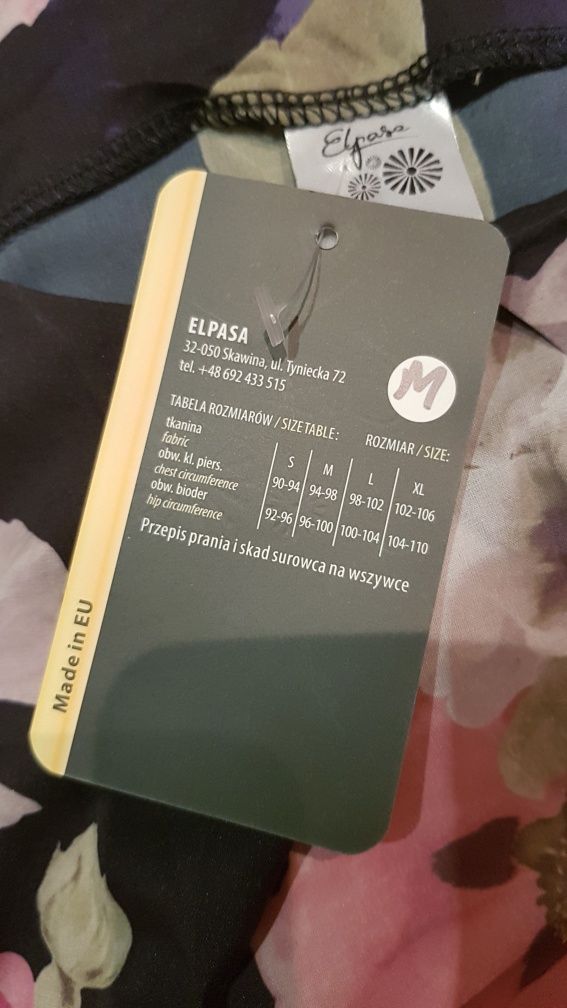 Elpasa
ELPASA
32-050 Skawina, ul. Tyniecka 72
tel. +48 692 433 515
M
TABELA ROZMIARÓW / SIZE TABLE:
ROZMIAR / SIZE:
tkanina
fabric
S M L XL
obw. kl. piers.
chest circumference
90-94 94-98 98-102 102-106
obw. bioder
hip circumference
92-96 96-100 100-104 104-110
Przepis prania i skad surowca na wszywce
Made in EU